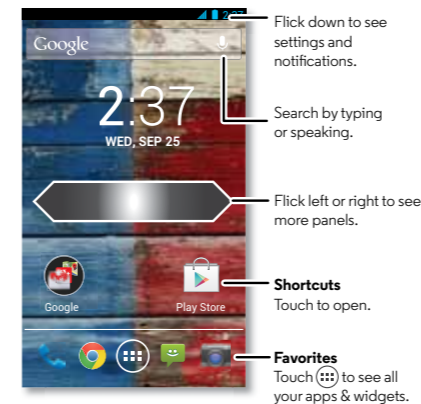 2:37
Google
2:37
WED, SEP 25
Google
Play Store
Flick down to see
settings and
notifications.
Search by typing
or speaking.
Flick left or right to see
more panels.
Shortcuts
Touch to open.
Favorites
Touch to see all
your apps & widgets.